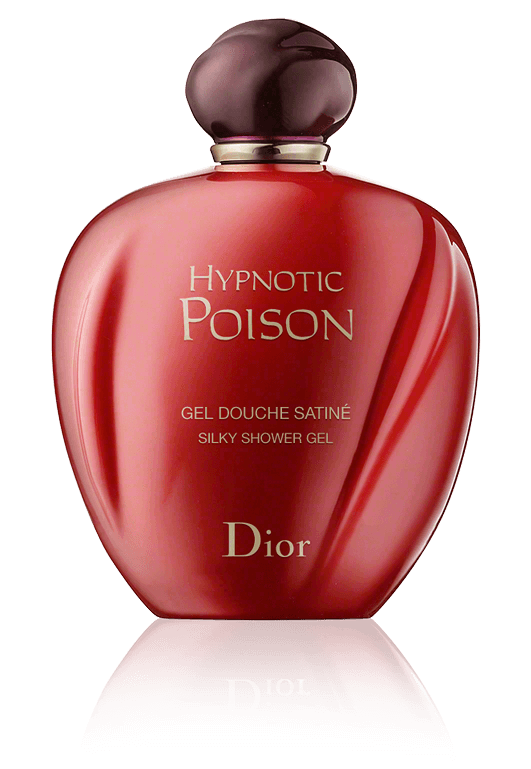 HYPNOTIC
POISON
GEL DOUCHE SATINÉ
SILKY SHOWER GEL
Dior